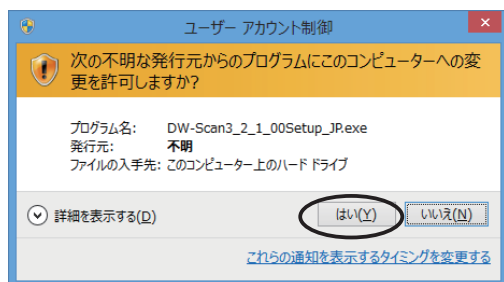 ユーザー アカウント制御
次の不明な発行元からのプログラムにこのコンピューターへの変
更を許可しますか?
プログラム名: DW-Scan3_2_1_00Setup_JP.exe
発行元: 不明
ファイルの入手先: このコンピューター上のハード ドライブ
詳細を表示する(D) はい(Y) いいえ(N)
これらの通知を表示するタイミングを変更する